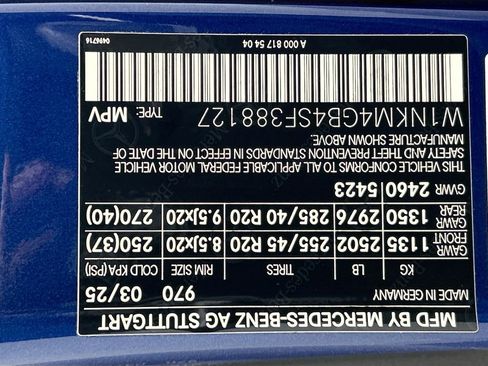 MFD BY MERCEDES-BENZ AG STUTTGART
MADE IN GERMANY 970 03/25
KG LB TIRES RIM SIZE COLD KPA (PSI)
GAWR FRONT 1135 2502 255/45 R20 8.5Jx20 250(37)
GAWR REAR 1350 2976 285/40 R20 9.5Jx20 270(40)
GVWR 2460 5423
THIS VEHICLE CONFORMS TO ALL APPLICABLE FEDERAL MOTOR VEHICLE
SAFETY AND THEFT PREVENTION STANDARDS IN EFFECT ON THE DATE OF
MANUFACTURE SHOWN ABOVE.
W1NKM4GB4SF388127 TYPE: MPV
A 000 817 54 04
0496716